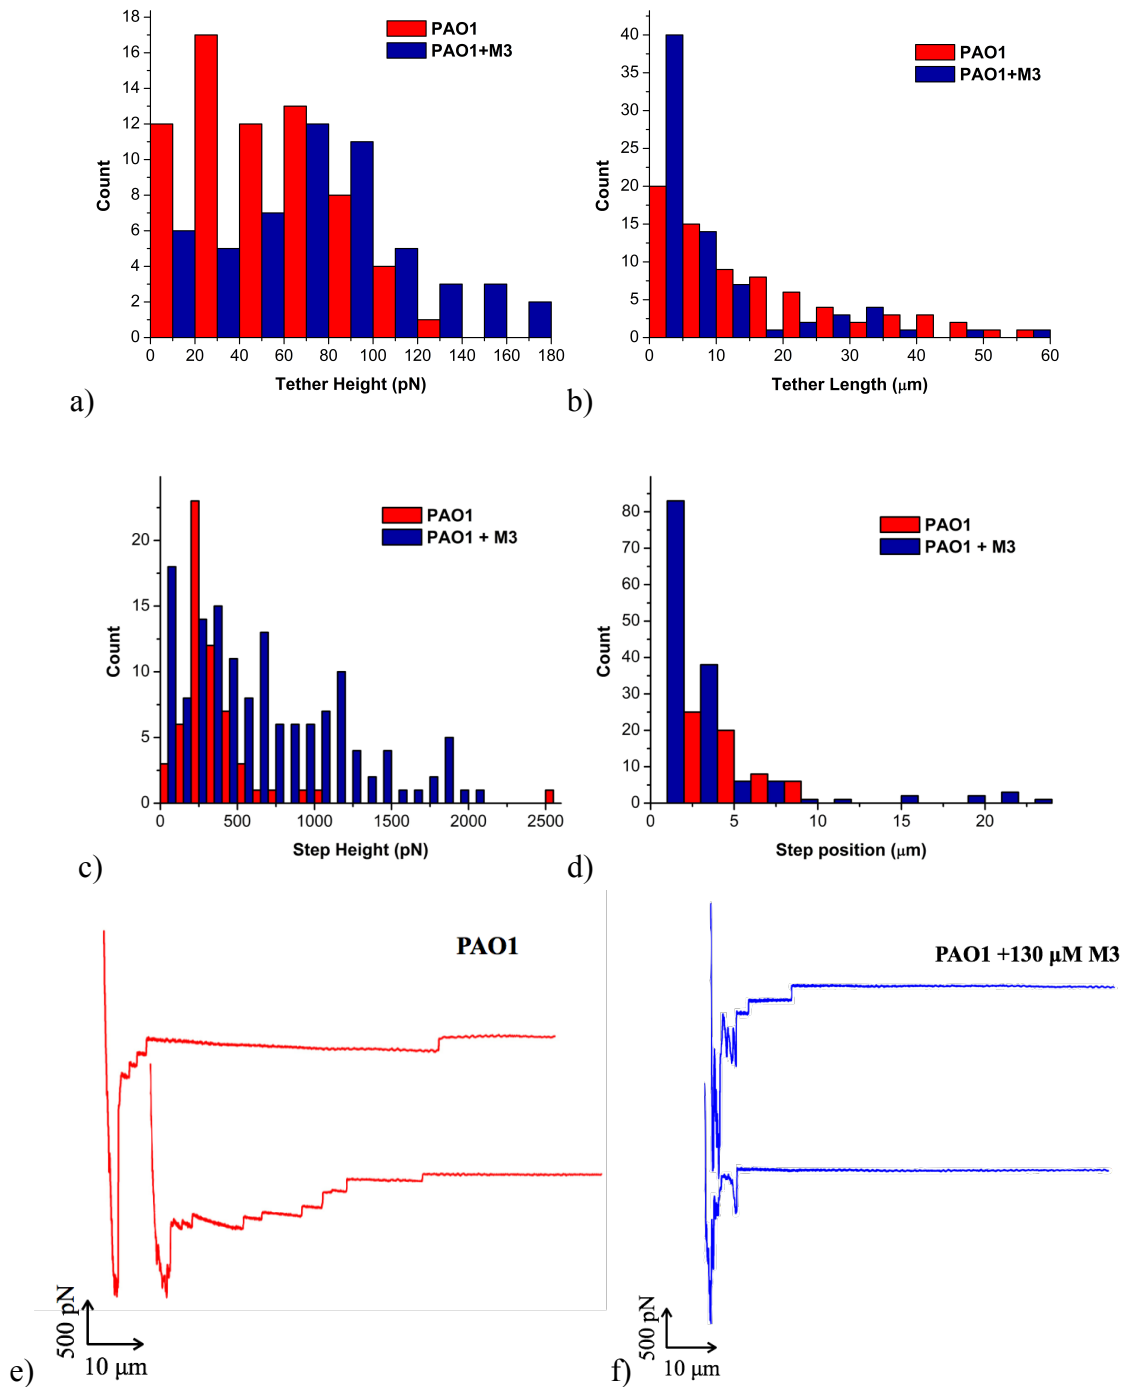 18
16
14
12
10
8
6
4
2
0
Count
PAO1
PAO1+M3
0 20 40 60 80 100 120 140 160 180
Tether Height (pN)
a)
40
35
30
25
20
15
10
5
0
Count
PAO1
PAO1+M3
0 10 20 30 40 50 60
Tether Length (μm)
b)
20
15
10
5
0
Count
PAO1
PAO1 + M3
0 500 1000 1500 2000 2500
Step Height (pN)
c)
80
70
60
50
40
30
20
10
0
Count
PAO1
PAO1 + M3
0 5 10 15 20
Step position (μm)
d)
PAO1
500 pN
10 μm
e)
PAO1 +130 μM M3
500 pN
10 μm
f)